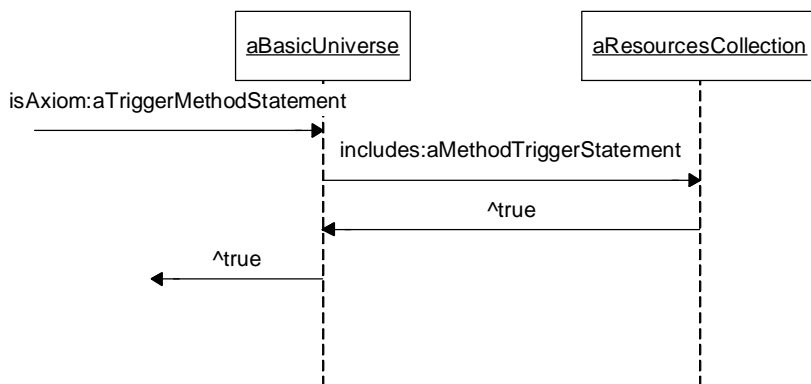 aBasicUniverse
aResourcesCollection
isAxiom:aTriggerMethodStatement
includes:aMethodTriggerStatement
^true
^true